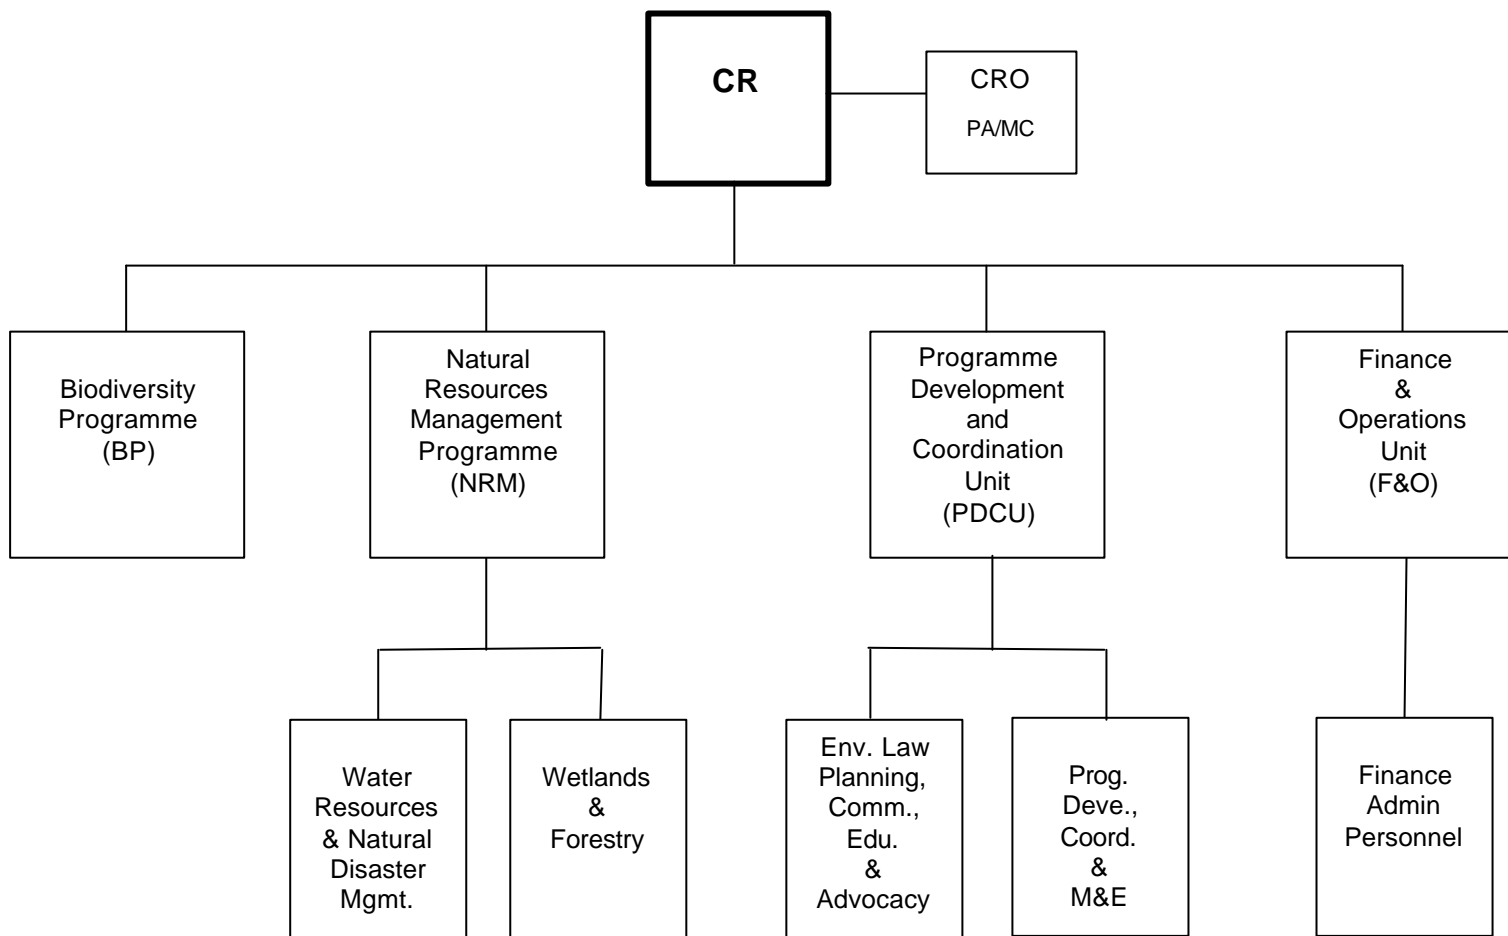 CR
CRO
PA/MC
Biodiversity
Programme
(BP)
Natural
Resources
Management
Programme
(NRM)
Programme
Development
and
Coordination
Unit
(PDCU)
Finance
&
Operations
Unit
(F&O)
Water
Resources
& Natural
Disaster
Mgmt.
Wetlands
&
Forestry
Env. Law
Planning,
Comm.,
Edu.
&
Advocacy
Prog.
Deve.,
Coord.
&
M&E
Finance
Admin
Personnel